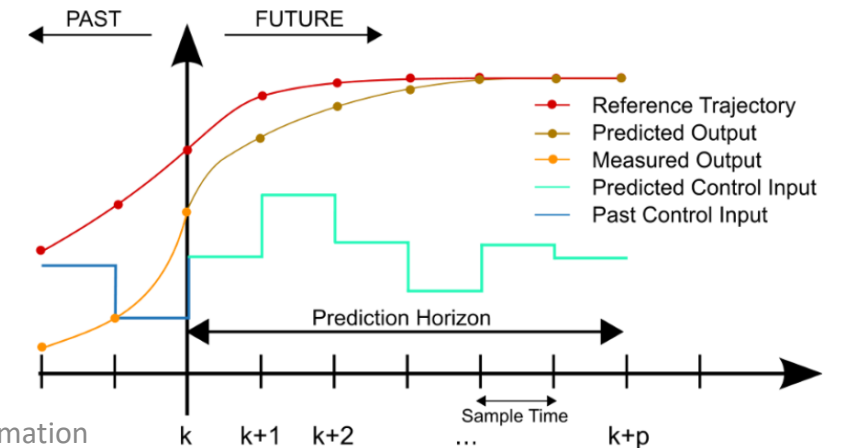 PAST
FUTURE
Reference Trajectory
Predicted Output
Measured Output
Predicted Control Input
Past Control Input
Prediction Horizon
Sample Time
mation
k
k+1
k+2
...
k+p